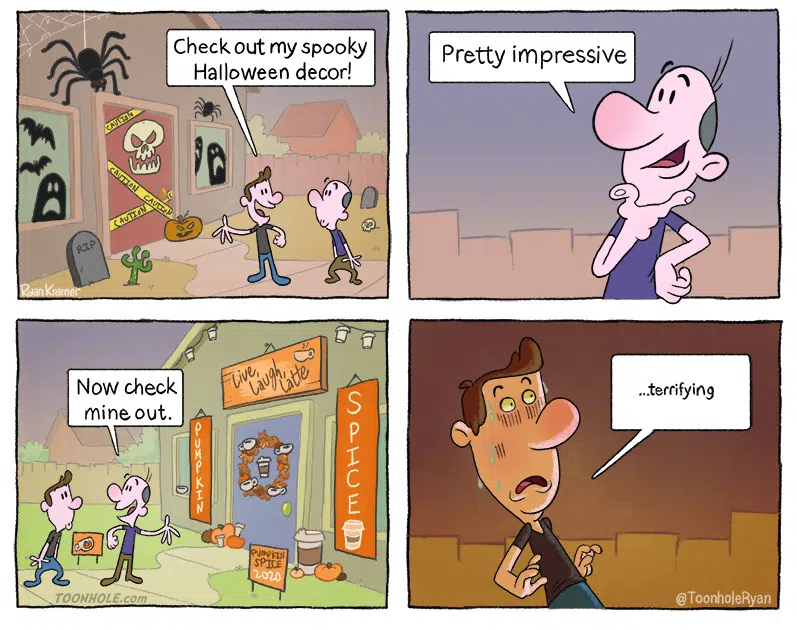 Check out my spooky
Halloween decor!
CAUTION
CAUTION
CAUTION
CAUTION
RIP
Ryan Kramer
Pretty impressive
Now check
mine out.
Live,
Laugh,
Latte
PUMPKIN
SPICE
PUMPKIN
SPICE
2020
TOONHOLE.com
...terrifying
@ToonholeRyan